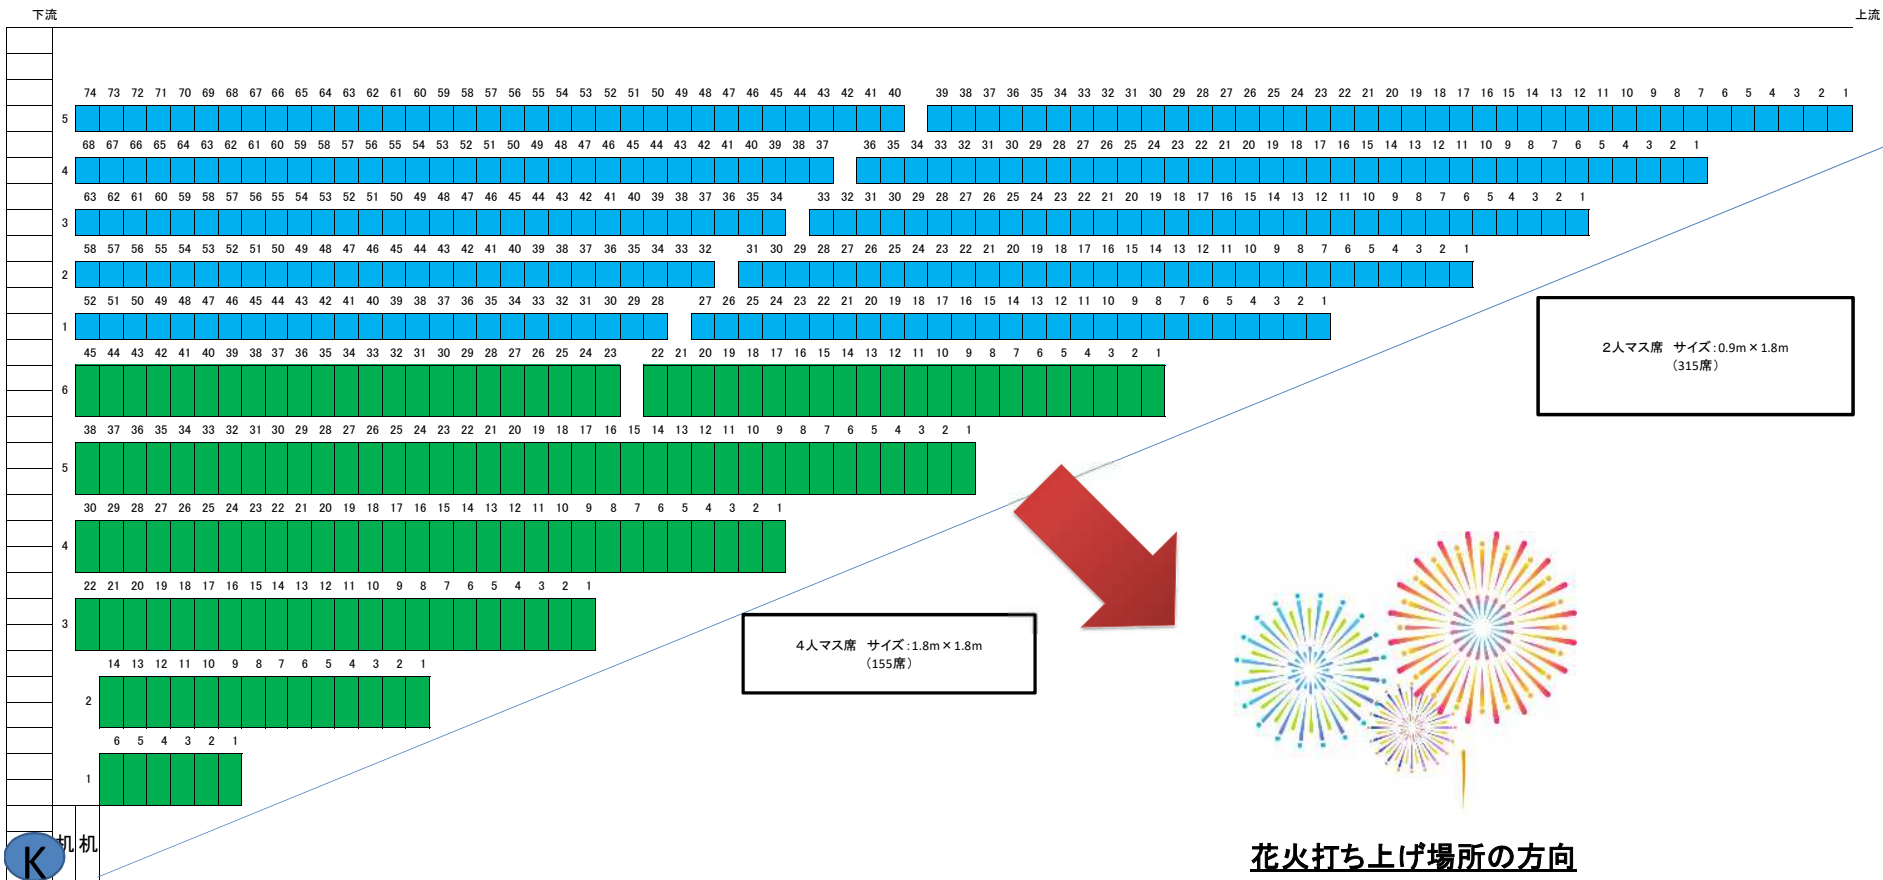 下流
上流
74 73 72 71 70 69 68 67 66 65 64 63 62 61 60 59 58 57 56 55 54 53 52 51 50 49 48 47 46 45 44 43 42 41 40 39 38 37 36 35 34 33 32 31 30 29 28 27 26 25 24 23 22 21 20 19 18 17 16 15 14 13 12 11 10 9 8 7 6 5 4 3 2 1
5
68 67 66 65 64 63 62 61 60 59 58 57 56 55 54 53 52 51 50 49 48 47 46 45 44 43 42 41 40 39 38 37 36 35 34 33 32 31 30 29 28 27 26 25 24 23 22 21 20 19 18 17 16 15 14 13 12 11 10 9 8 7 6 5 4 3 2 1
4
63 62 61 60 59 58 57 56 55 54 53 52 51 50 49 48 47 46 45 44 43 42 41 40 39 38 37 36 35 34 33 32 31 30 29 28 27 26 25 24 23 22 21 20 19 18 17 16 15 14 13 12 11 10 9 8 7 6 5 4 3 2 1
3
58 57 56 55 54 53 52 51 50 49 48 47 46 45 44 43 42 41 40 39 38 37 36 35 34 33 32 31 30 29 28 27 26 25 24 23 22 21 20 19 18 17 16 15 14 13 12 11 10 9 8 7 6 5 4 3 2 1
2
52 51 50 49 48 47 46 45 44 43 42 41 40 39 38 37 36 35 34 33 32 31 30 29 28 27 26 25 24 23 22 21 20 19 18 17 16 15 14 13 12 11 10 9 8 7 6 5 4 3 2 1
1
45 44 43 42 41 40 39 38 37 36 35 34 33 32 31 30 29 28 27 26 25 24 23 22 21 20 19 18 17 16 15 14 13 12 11 10 9 8 7 6 5 4 3 2 1
6
2人マス席　サイズ:0.9m×1.8m
（315席）
38 37 36 35 34 33 32 31 30 29 28 27 26 25 24 23 22 21 20 19 18 17 16 15 14 13 12 11 10 9 8 7 6 5 4 3 2 1
5
30 29 28 27 26 25 24 23 22 21 20 19 18 17 16 15 14 13 12 11 10 9 8 7 6 5 4 3 2 1
4
22 21 20 19 18 17 16 15 14 13 12 11 10 9 8 7 6 5 4 3 2 1
3
4人マス席　サイズ:1.8m×1.8m
（155席）
14 13 12 11 10 9 8 7 6 5 4 3 2 1
2
6 5 4 3 2 1
1
机 机
K
花火打ち上げ場所の方向